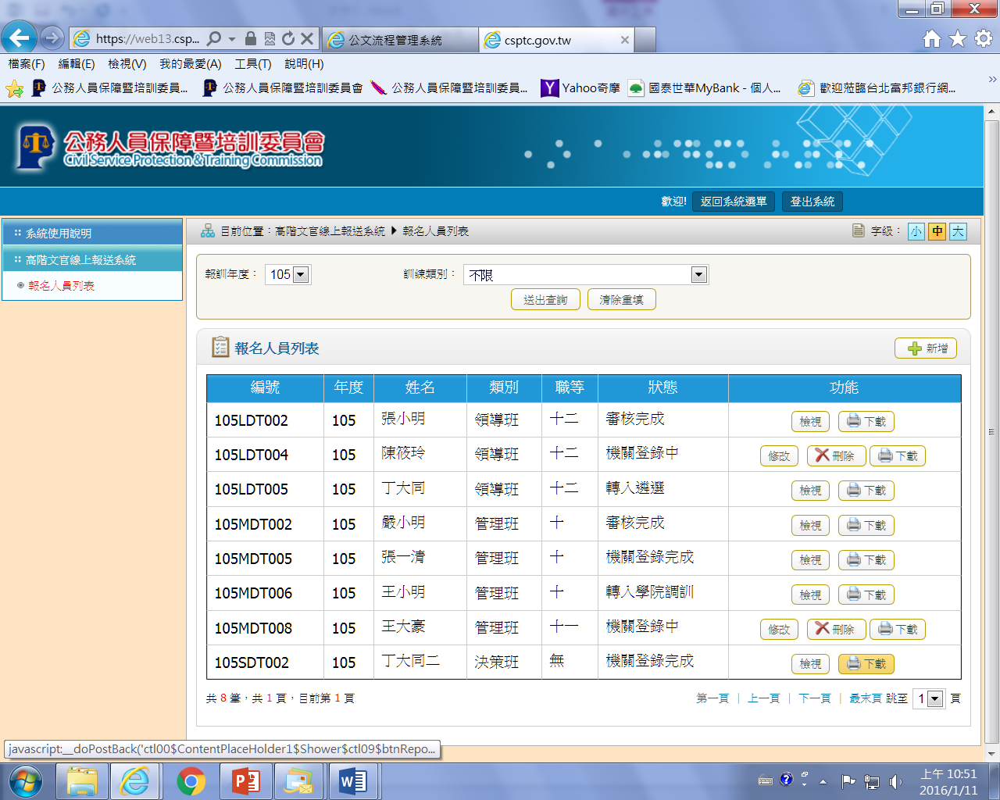 https://web13.csp...
公文流程管理系統
csptc.gov.tw
檔案(F) 編輯(E) 檢視(V) 我的最愛(A) 工具(T) 說明(H)
公務人員保障暨培訓委員... 公務人員保障暨培訓委員會 公務人員保障暨培訓委員... Yahoo奇摩 國泰世華MyBank - 個人... 歡迎蒞臨台北富邦銀行網...
公務人員保障暨培訓委員會
Civil Service Protection & Training Commission
歡迎! 返回系統選單 登出系統
系統使用說明
高階文官線上報送系統
報名人員列表
目前位置：高階文官線上報送系統 報名人員列表 字級： 小 中 大
報訓年度： 105 訓練類別： 不限
送出查詢 清除重填
報名人員列表 新增
編號 年度 姓名 類別 職等 狀態 功能
105LDT002 105 張小明 領導班 十二 審核完成 檢視 下載
105LDT004 105 陳筱玲 領導班 十二 機關登錄中 修改 刪除 下載
105LDT005 105 丁大同 領導班 十二 轉入遴選 檢視 下載
105MDT002 105 嚴小明 管理班 十 審核完成 檢視 下載
105MDT005 105 張一清 管理班 十 機關登錄完成 檢視 下載
105MDT006 105 王小明 管理班 十 轉入學院調訓 檢視 下載
105MDT008 105 王大豪 管理班 十一 機關登錄中 修改 刪除 下載
105SDT002 105 丁大同二 決策班 無 機關登錄完成 檢視 下載
共 8 筆，共 1 頁，目前第 1 頁 第一頁 | 上一頁 | 下一頁 | 最末頁 跳至 1 頁
javascript:__doPostBack('ctl00$ContentPlaceHolder1$Shower$ctl09$btnRepo...
上午 10:51
2016/1/11